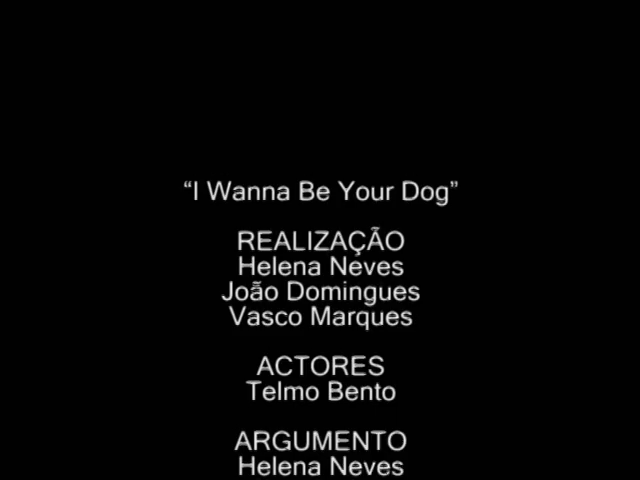 “I Wanna Be Your Dog”
REALIZAÇÃO
Helena Neves
João Domingues
Vasco Marques
ACTORES
Telmo Bento
ARGUMENTO
Helena Neves